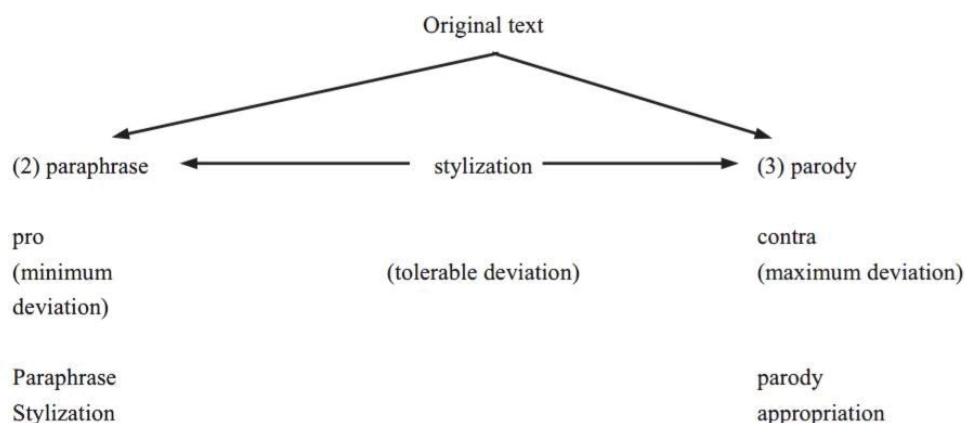 Original text
(2) paraphrase stylization (3) parody
pro contra
(minimum (tolerable deviation) (maximum deviation)
deviation)
Paraphrase parody
Stylization appropriation